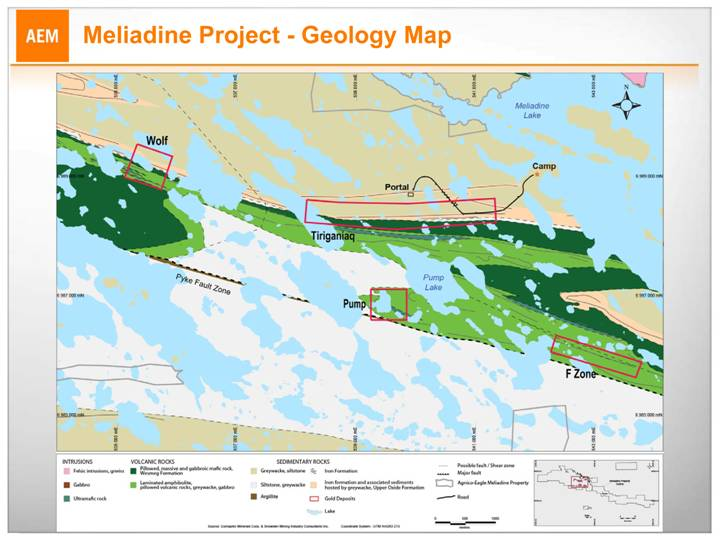 AEM
Meliadine Project - Geology Map
N
Meliadine
Lake
Wolf
Camp
Portal
Tiriganiaq
Pyke Fault Zone
Pump
Lake
Pump
F Zone
INTRUSIONS
Felsic intrusions, gneiss
Gabbro
Ultramafic rock
VOLCANIC ROCKS
Pillowed, massive and gabbroic mafic rock,
Wesmeg Formation
Laminated amphibolite,
pillowed volcanic rocks, greywacke, gabbro
SEDIMENTARY ROCKS
Greywacke, siltstone
Siltstone, greywacke
Argillite
Iron Formation
Iron formation and associated sediments
hosted by greywacke, Upper Oxide Formation
Gold Deposits
Lake
Possible fault / Shear zone
Major fault
Agnico-Eagle Meliadine Property
Road